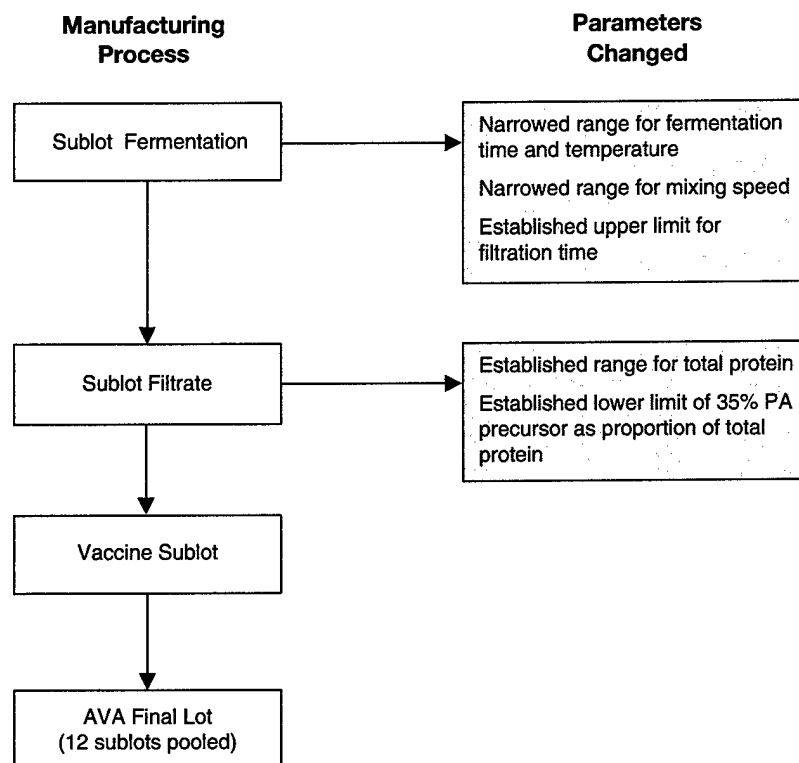 Manufacturing
Process
Parameters
Changed
Sublot Fermentation
Narrowed range for fermentation
time and temperature
Narrowed range for mixing speed
Established upper limit for
filtration time
Sublot Filtrate
Established range for total protein
Established lower limit of 35% PA
precursor as proportion of total
protein
Vaccine Sublot
AVA Final Lot
(12 sublots pooled)